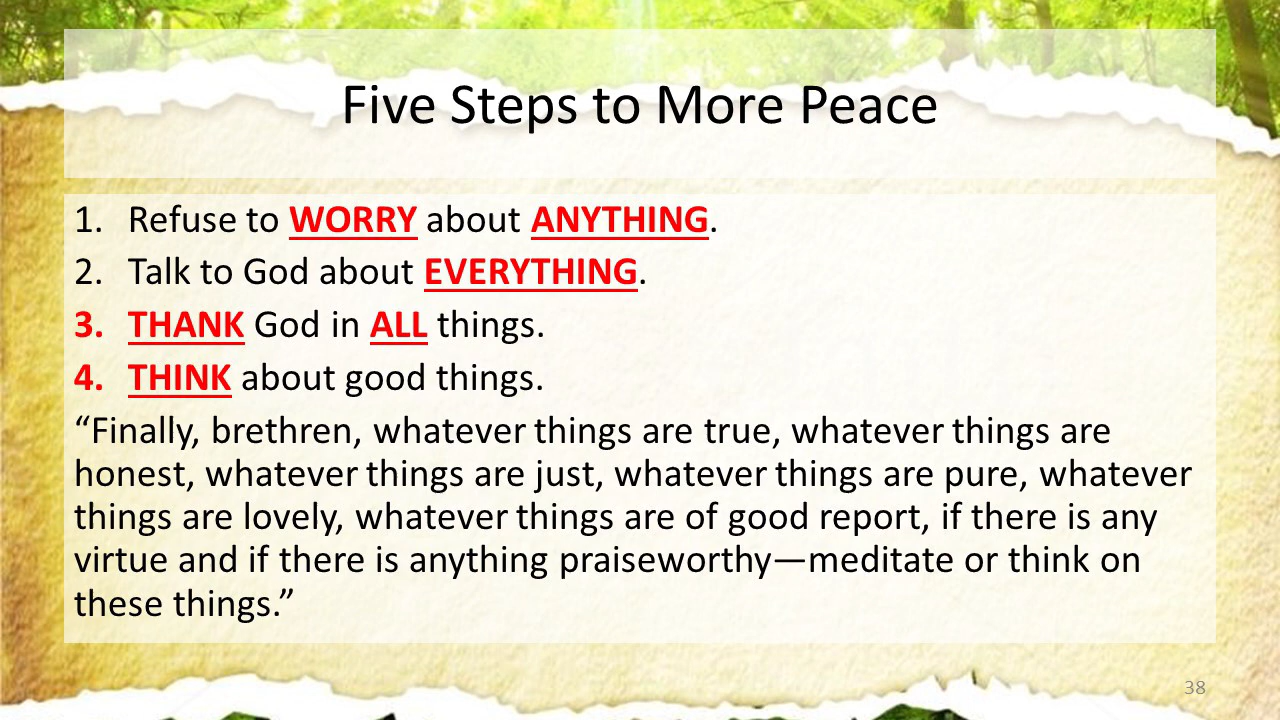 Five Steps to More Peace
1. Refuse to WORRY about ANYTHING.
2. Talk to God about EVERYTHING.
3. THANK God in ALL things.
4. THINK about good things.
“Finally, brethren, whatever things are true, whatever things are
honest, whatever things are just, whatever things are pure, whatever
things are lovely, whatever things are of good report, if there is any
virtue and if there is anything praiseworthy—meditate or think on
these things.”
38